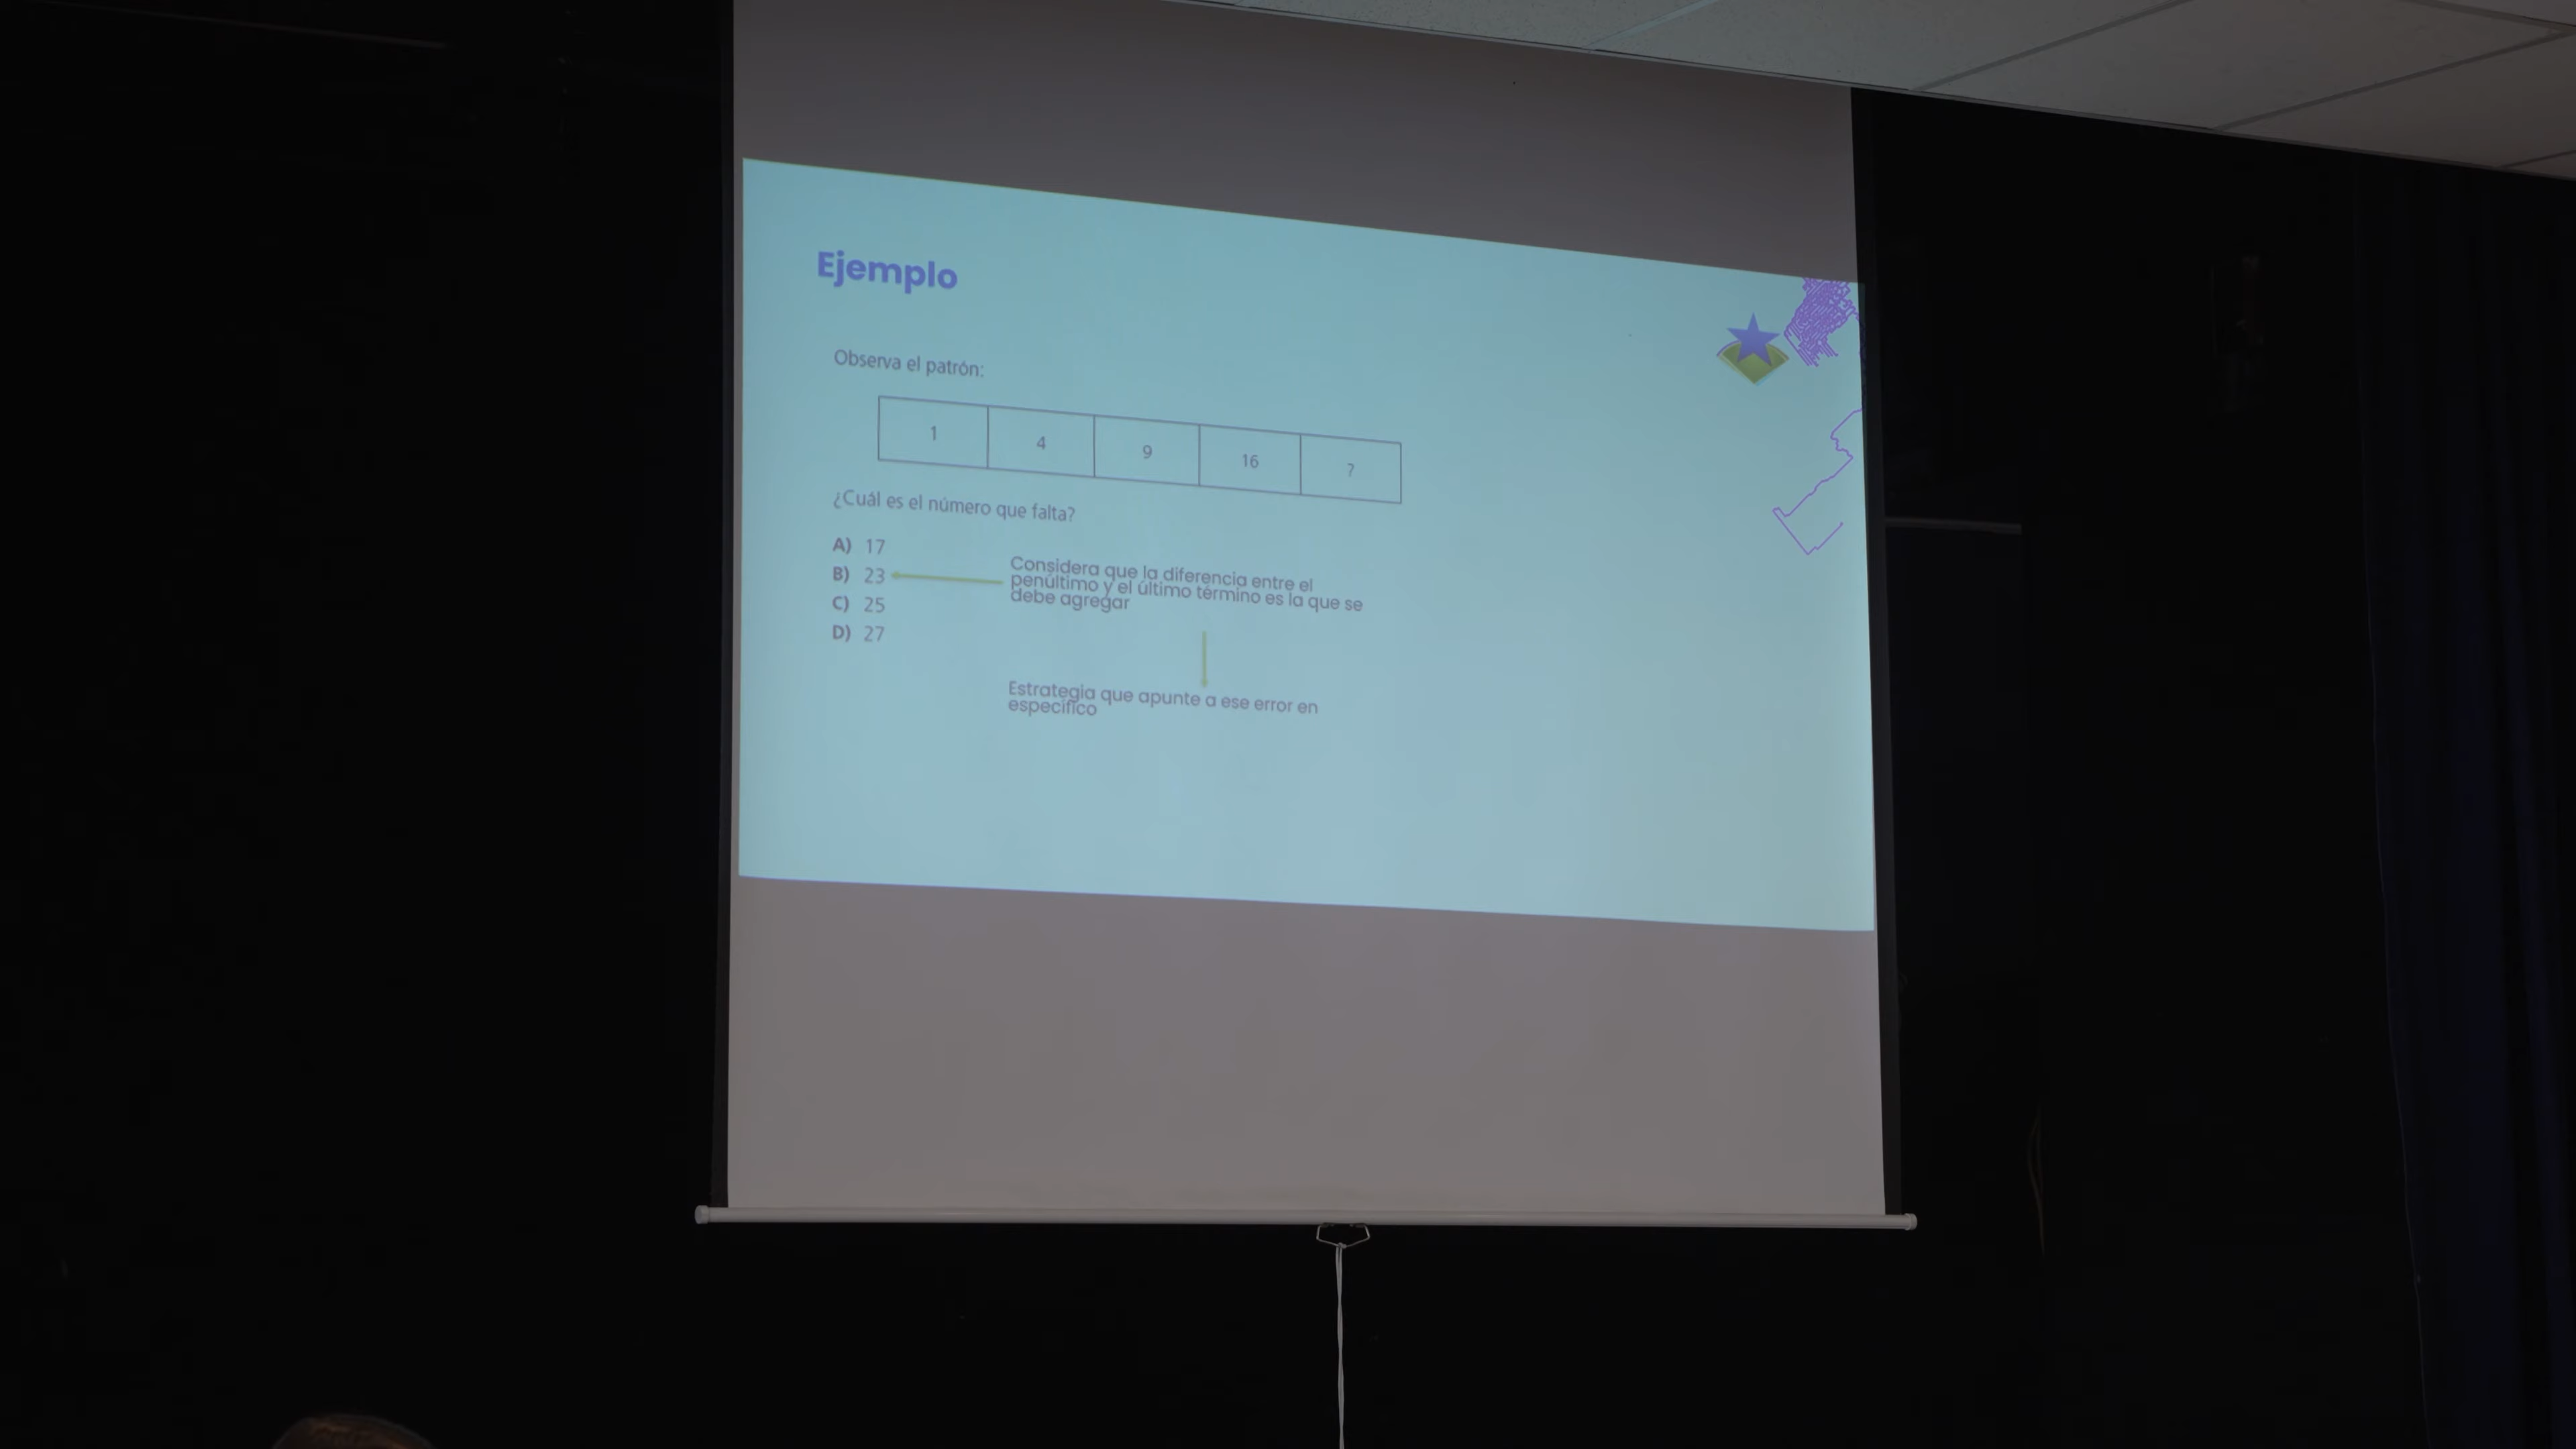 Ejemplo
Observa el patrón:
1 4 9 16 ?
¿Cuál es el número que falta?
A) 17
B) 23
C) 25
D) 27
Considera que la diferencia entre el
penúltimo y el último término es la que se
debe agregar
Estrategia que apunte a ese error en
específico